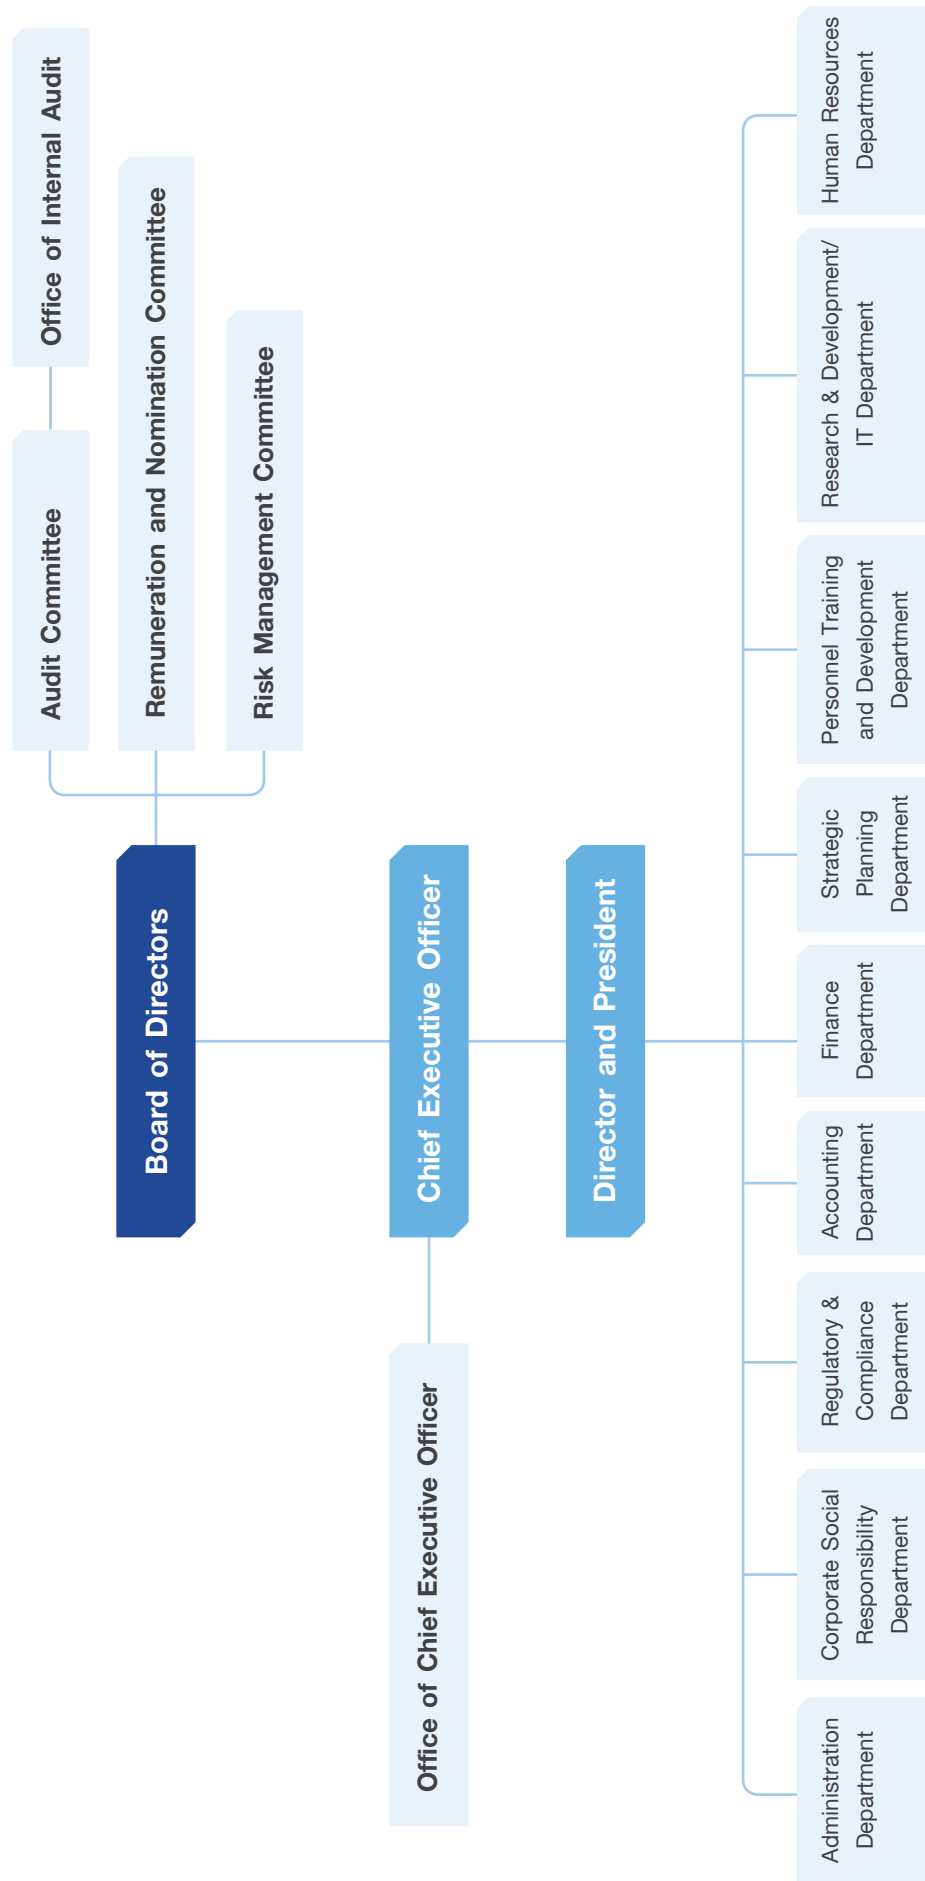 Office of Internal Audit
Audit Committee
Remuneration and Nomination Committee
Risk Management Committee
Board of Directors
Chief Executive Officer
Office of Chief Executive Officer
Director and President
Administration
Department
Corporate Social
Responsibility
Department
Regulatory &
Compliance
Department
Accounting
Department
Finance
Department
Strategic
Planning
Department
Personnel Training
and Development
Department
Research & Development/
IT Department
Human Resources
Department